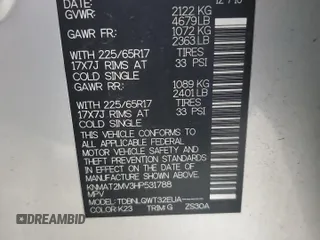 GVWR: 2122 KG
4679 LB
GAWR FR: 1072 KG
2363 LB
WITH 225/65R17 TIRES
17X7J RIMS AT 33 PSI
COLD SINGLE
GAWR RR: 1089 KG
2401 LB
WITH 225/65R17 TIRES
17X7J RIMS AT 33 PSI
COLD SINGLE
THIS VEHICLE CONFORMS TO ALL
APPLICABLE FEDERAL MOTOR
VEHICLE SAFETY AND THEFT
PREVENTION STANDARDS IN
EFFECT ON THE DATE OF
MANUFACTURE SHOWN ABOVE.
KNMAT2MV3HP531788
MPV
COLOR: K23 TRIM: G ZS30A
AUTOBIDMASTER